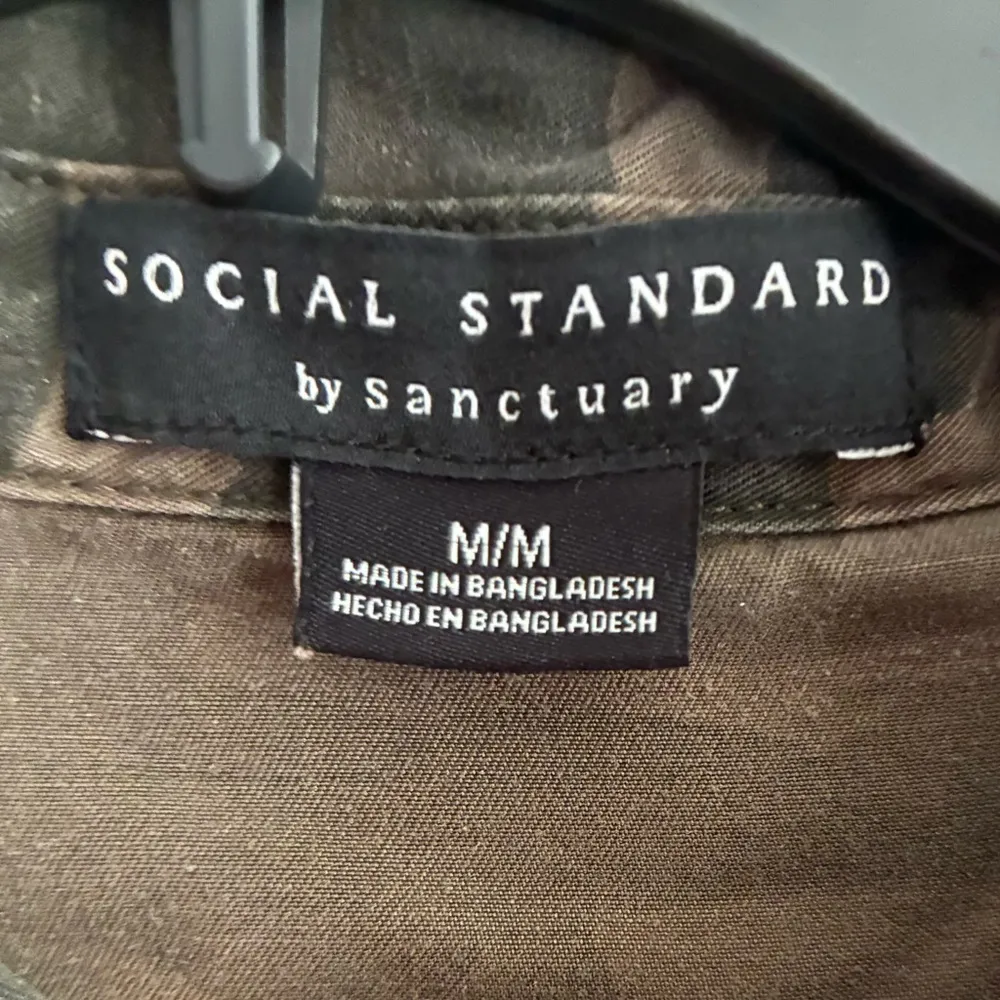 SOCIAL STANDARD
by sanctuary
M/M
MADE IN BANGLADESH
HECHO EN BANGLADESH